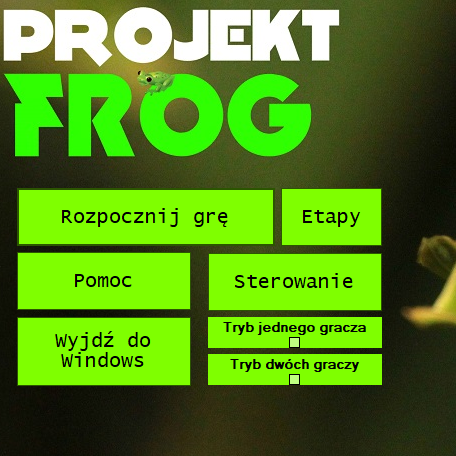 PROJEKT
FROG
Rozpocznij grę
Etapy
Pomoc
Sterowanie
Wyjdź do
Windows
Tryb jednego gracza
Tryb dwóch graczy